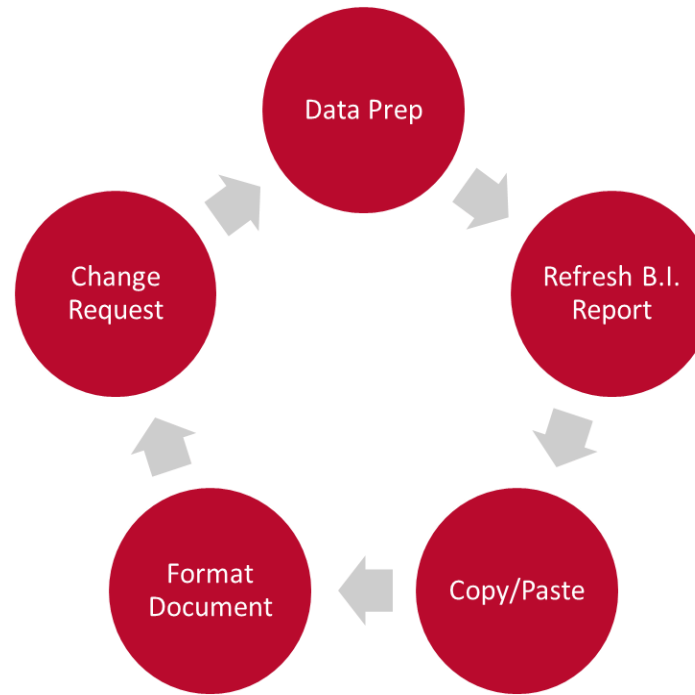 Data Prep
Refresh B.I.
Report
Copy/Paste
Format
Document
Change
Request